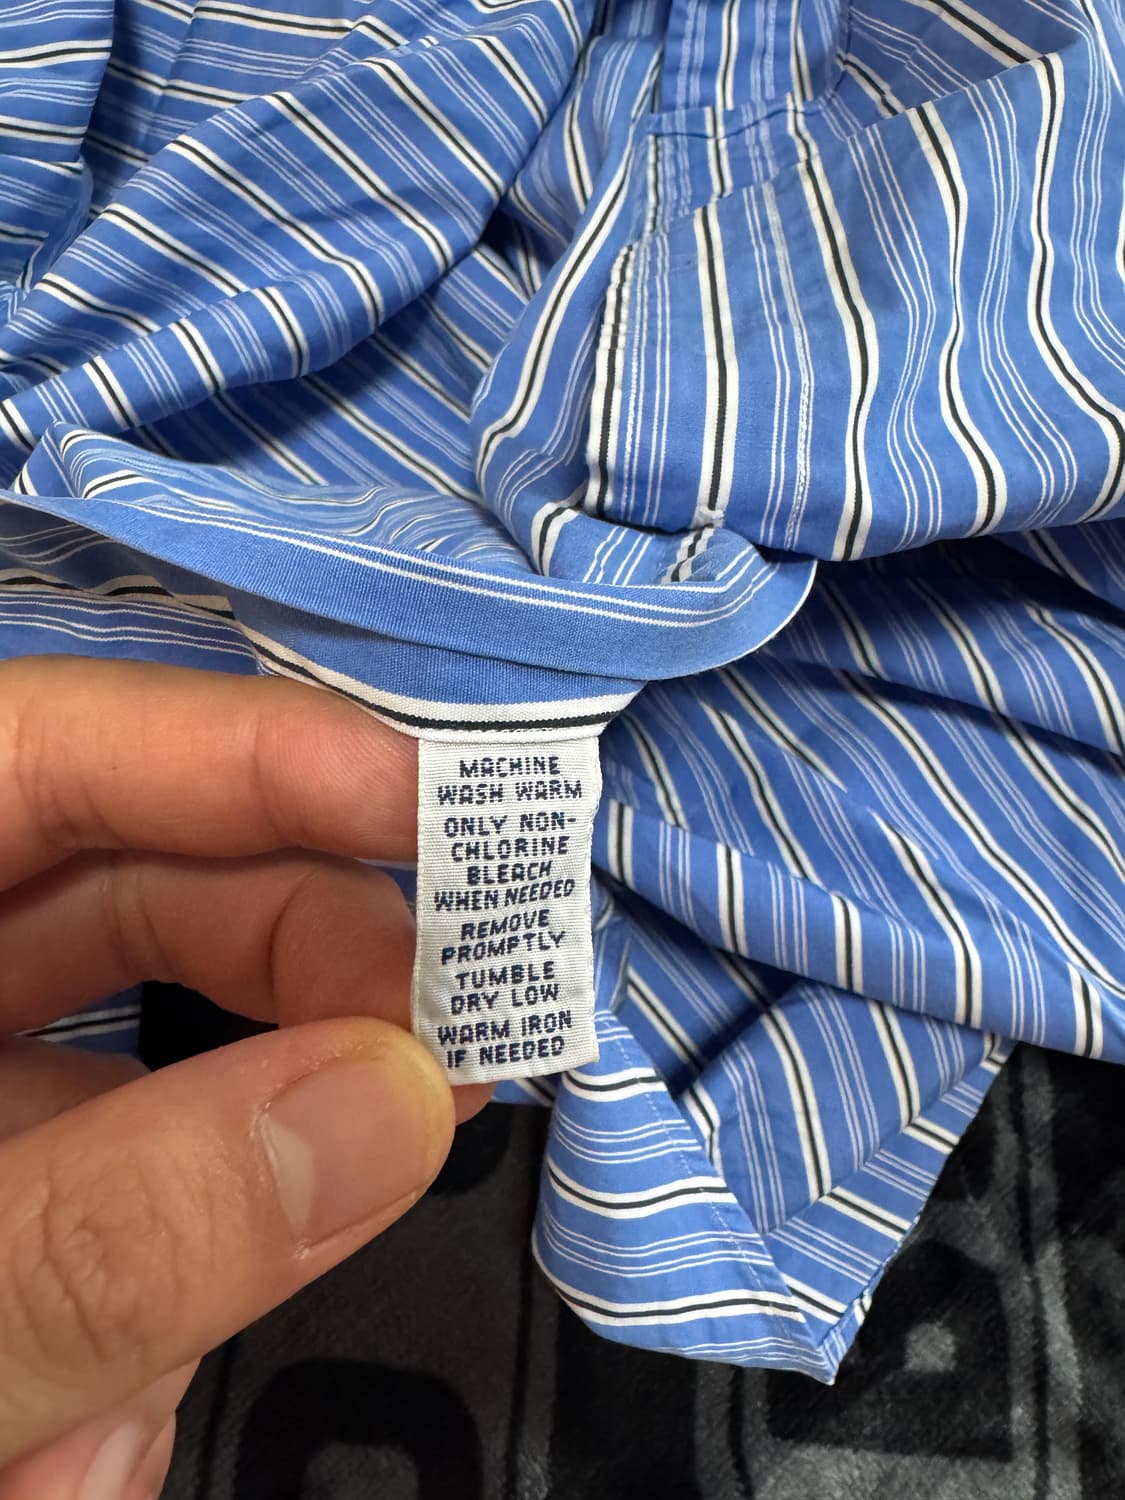 MACHINE
WASH WARM
ONLY NON-
CHLORINE
BLEACH
WHEN NEEDED
REMOVE
PROMPTLY
TUMBLE
DRY LOW
WARM IRON
IF NEEDED